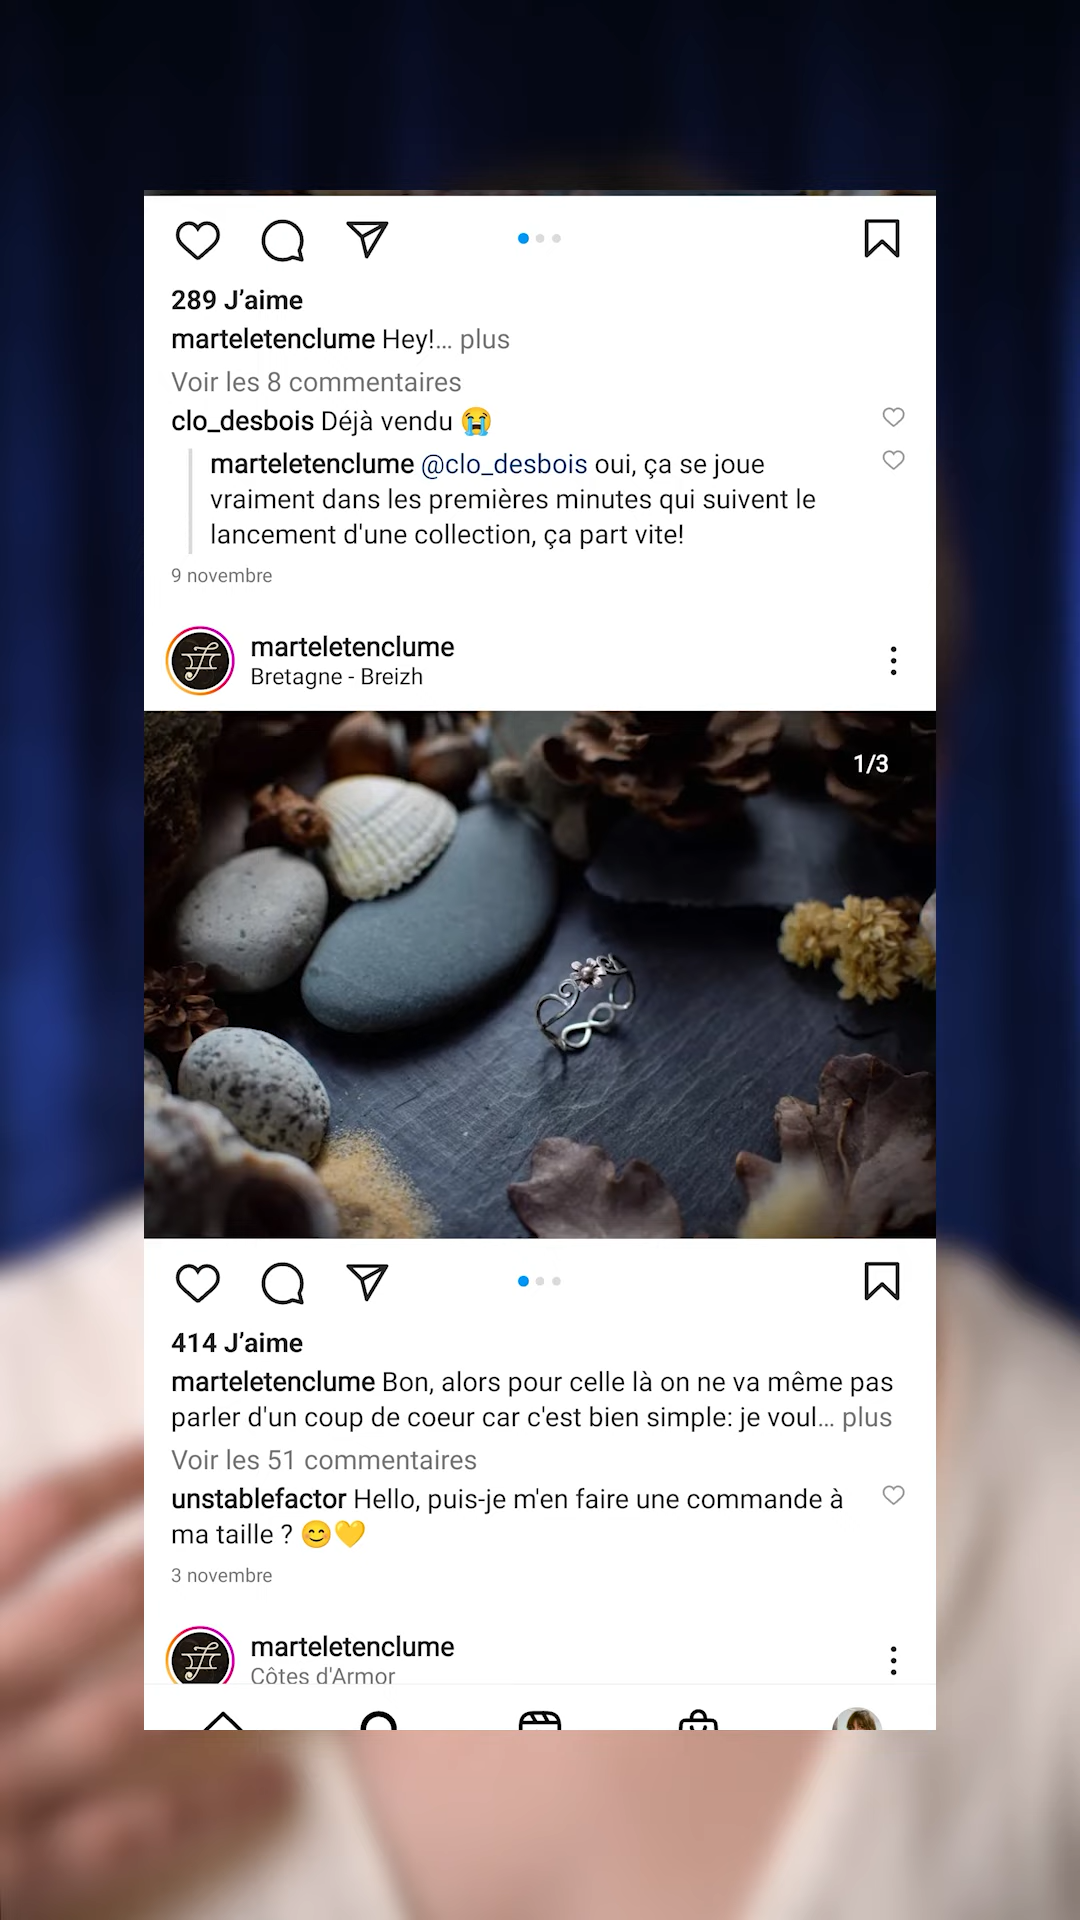 289 J’aime
marteletenclume Hey!... plus
Voir les 8 commentaires
clo_desbois Déjà vendu 😭
marteletenclume @clo_desbois oui, ça se joue
vraiment dans les premières minutes qui suivent le
lancement d'une collection, ça part vite!
9 novembre
marteletenclume
Bretagne - Breizh
1/3
414 J’aime
marteletenclume Bon, alors pour celle là on ne va même pas
parler d'un coup de coeur car c'est bien simple: je voul... plus
Voir les 51 commentaires
unstablefactor Hello, puis-je m'en faire une commande à
ma taille ? 😊💛
3 novembre
marteletenclume
Côtes d'Armor